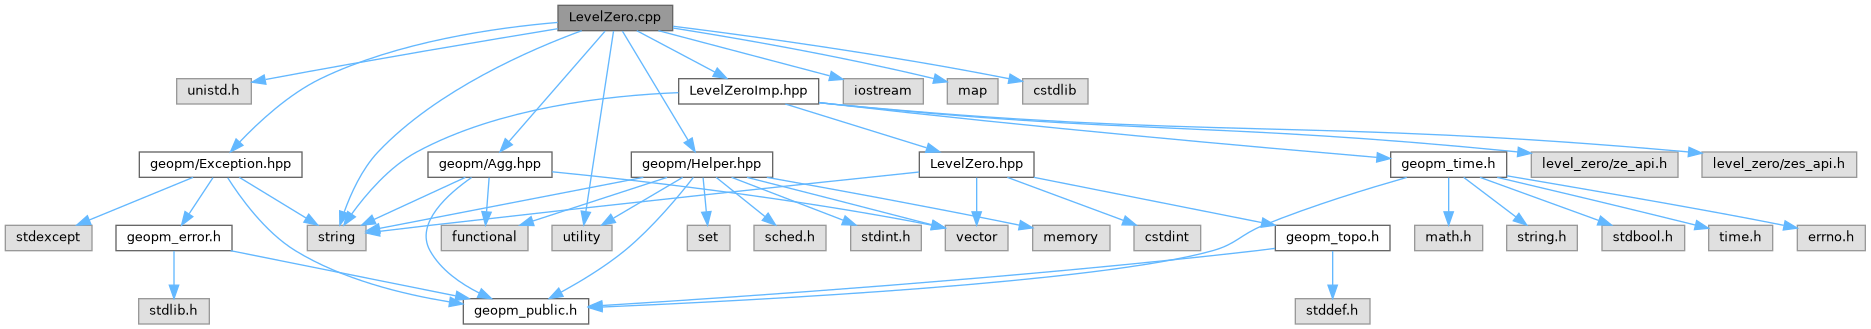 LevelZero.cpp
unistd.h
LevelZeroImp.hpp
iostream
map
cstdlib
geopm/Exception.hpp
geopm/Agg.hpp
geopm/Helper.hpp
LevelZero.hpp
geopm_time.h
level_zero/ze_api.h
level_zero/zes_api.h
stdexcept
geopm_error.h
string
functional
utility
set
sched.h
stdint.h
vector
memory
cstdint
geopm_topo.h
math.h
string.h
stdbool.h
time.h
errno.h
stdlib.h
geopm_public.h
stddef.h